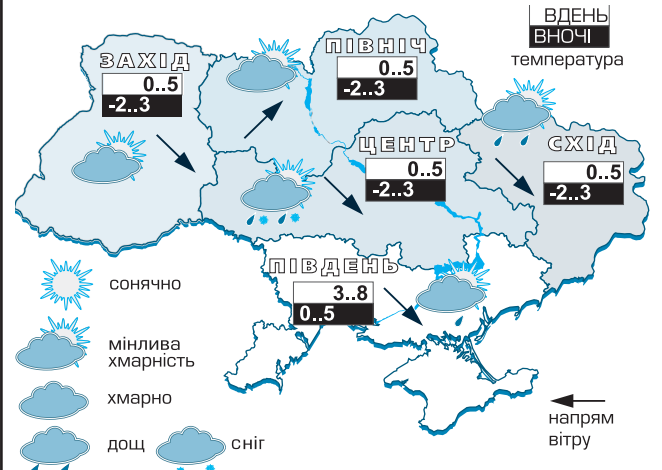 ВДЕНЬ
ВНОЧІ
температура
ПІВНІЧ
0..5
-2..3
ЗАХІД
0..5
-2..3
ЦЕНТР
0..5
-2..3
СХІД
0..5
-2..3
ПІВДЕНЬ
3..8
0..5
сонячно
мінлива
хмарність
хмарно
дощ
сніг
напрям
вітру